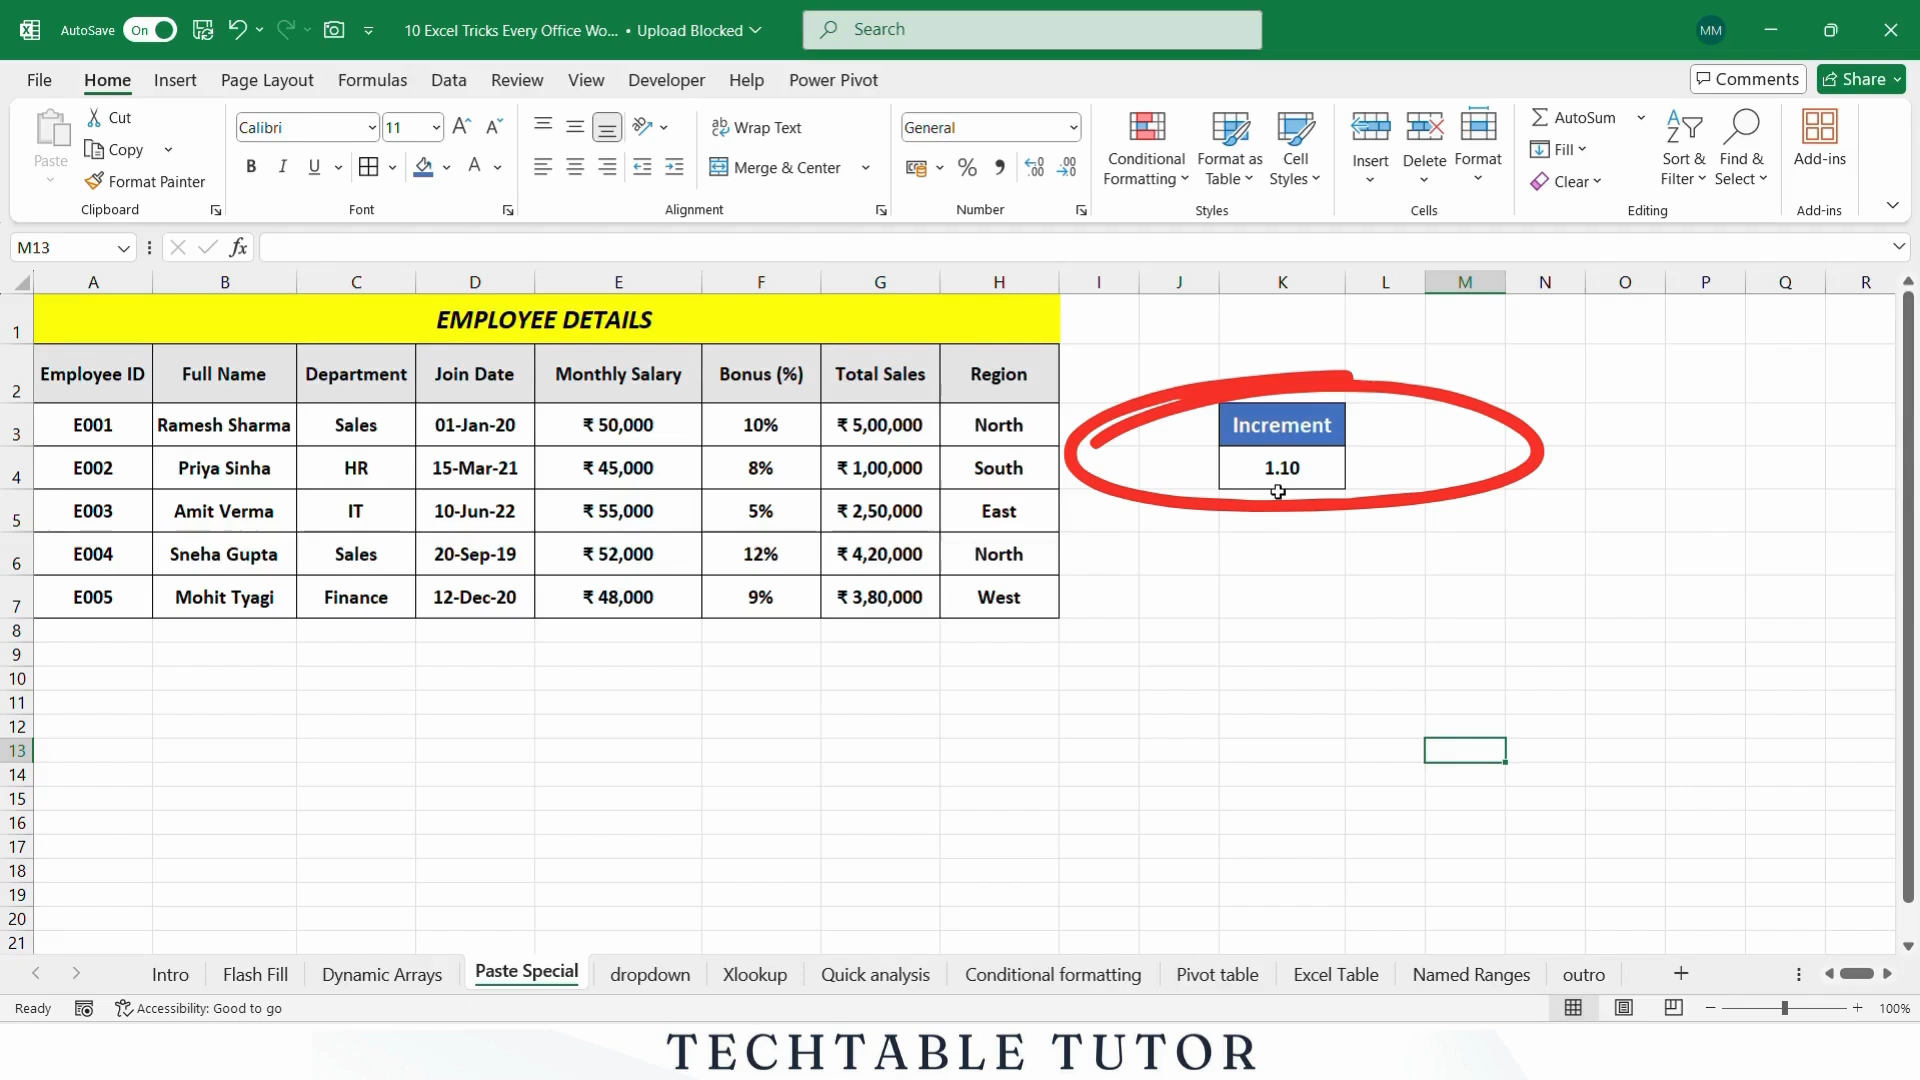 AutoSave On 10 Excel Tricks Every Office Wo... • Upload Blocked Search MM
File Home Insert Page Layout Formulas Data Review View Developer Help Power Pivot Comments Share
Paste Cut Copy Format Painter
Clipboard
Calibri 11
B I U A
Font
Wrap Text
Merge & Center
Alignment
General
%
Number
Conditional Formatting
Format as Table
Cell Styles
Styles
Insert Delete Format
Cells
AutoSum
Fill
Clear
Sort & Filter
Find & Select
Editing
Add-ins
Add-ins
M13 fx
A B C D E F G H I J K L M N O P Q R
1 EMPLOYEE DETAILS
2 Employee ID Full Name Department Join Date Monthly Salary Bonus (%) Total Sales Region
3 E001 Ramesh Sharma Sales 01-Jan-20 ₹ 50,000 10% ₹ 5,00,000 North Increment
4 E002 Priya Sinha HR 15-Mar-21 ₹ 45,000 8% ₹ 1,00,000 South 1.10
5 E003 Amit Verma IT 10-Jun-22 ₹ 55,000 5% ₹ 2,50,000 East
6 E004 Sneha Gupta Sales 20-Sep-19 ₹ 52,000 12% ₹ 4,20,000 North
7 E005 Mohit Tyagi Finance 12-Dec-20 ₹ 48,000 9% ₹ 3,80,000 West
8
9
10
11
12
13
14
15
16
17
18
19
20
21
Intro Flash Fill Dynamic Arrays Paste Special dropdown Xlookup Quick analysis Conditional formatting Pivot table Excel Table Named Ranges outro
Ready Accessibility: Good to go 100%
TECHTABLE TUTOR